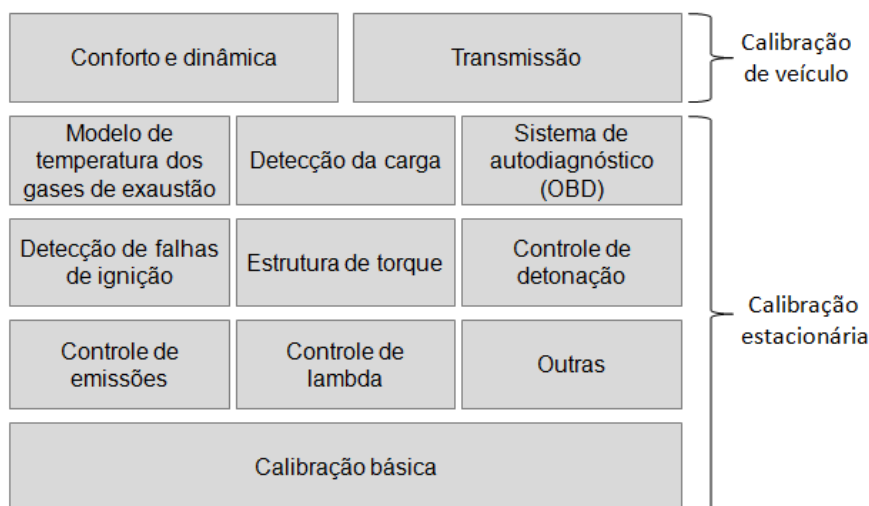 Conforto e dinâmica
Transmissão
Calibração
de veículo
Modelo de
temperatura dos
gases de exaustão
Detecção da carga
Sistema de
autodiagnóstico
(OBD)
Detecção de falhas
de ignição
Estrutura de torque
Controle de
detonação
Calibração
estacionária
Controle de
emissões
Controle de
lambda
Outras
Calibração básica